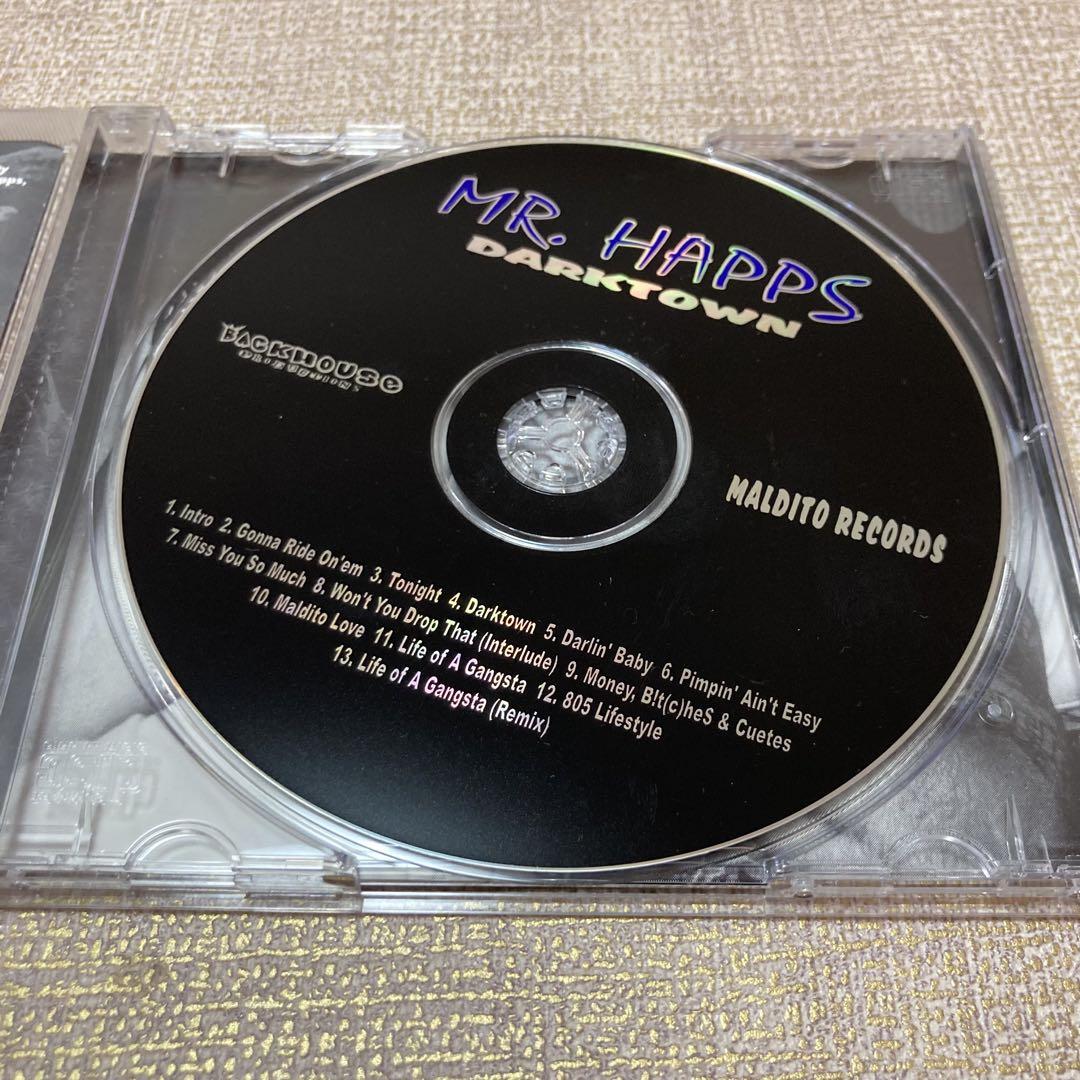 MR. HAPPS
DARKTOWN
BACKHOUSE
PRODUCTIONS
MALDITO RECORDS
1. Intro 2. Gonna Ride On'em 3. Tonight 4. Darktown 5. Darlin' Baby 6. Pimpin' Ain't Easy
7. Miss You So Much 8. Won't You Drop That (Interlude) 9. Money, B!t(c)heS & Cuetes
10. Maldito Love 11. Life of A Gangsta 12. 805 Lifestyle
13. Life of A Gangsta (Remix)